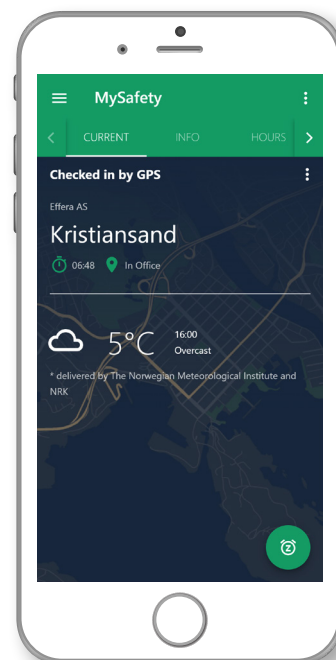 MySafety
CURRENT INFO HOURS
Checked in by GPS
Effera AS
Kristiansand
06:48 In Office
5°C
16:00
Overcast
* delivered by The Norwegian Meteorological Institute and
NRK
z